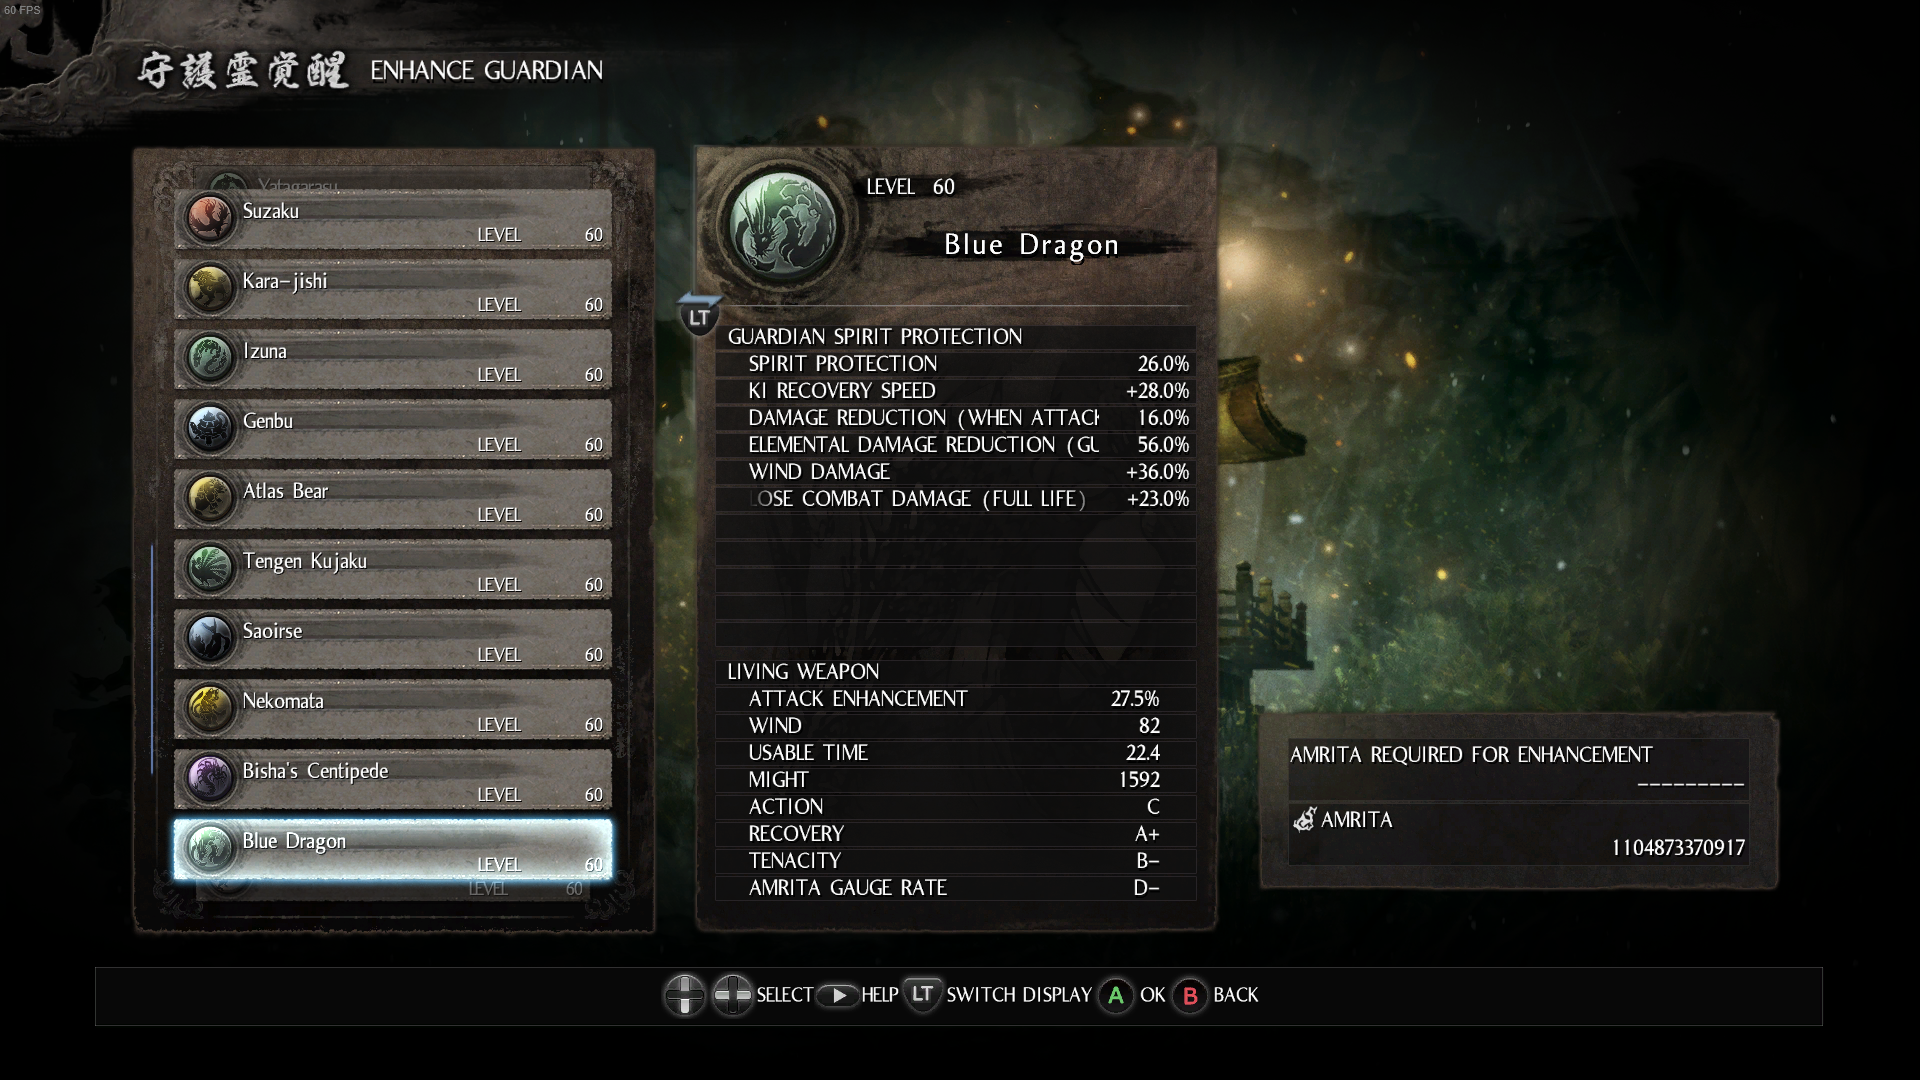 60 FPS
守護霊覚醒 ENHANCE GUARDIAN
Yatagarasu
Suzaku
LEVEL 60
Kara-jishi
LEVEL 60
Izuna
LEVEL 60
Genbu
LEVEL 60
Atlas Bear
LEVEL 60
Tengen Kujaku
LEVEL 60
Saoirse
LEVEL 60
Nekomata
LEVEL 60
Bisha's Centipede
LEVEL 60
Blue Dragon
LEVEL 60
LEVEL 60
LEVEL 60
Blue Dragon
LT
GUARDIAN SPIRIT PROTECTION
SPIRIT PROTECTION 26.0%
KI RECOVERY SPEED +28.0%
DAMAGE REDUCTION (WHEN ATTACK 16.0%
ELEMENTAL DAMAGE REDUCTION (GU 56.0%
WIND DAMAGE +36.0%
LOSE COMBAT DAMAGE (FULL LIFE) +23.0%
LIVING WEAPON
ATTACK ENHANCEMENT 27.5%
WIND 82
USABLE TIME 22.4
MIGHT 1592
ACTION C
RECOVERY A+
TENACITY B-
AMRITA GAUGE RATE D-
AMRITA REQUIRED FOR ENHANCEMENT
---------
AMRITA
1104873370917
SELECT HELP LT SWITCH DISPLAY A OK B BACK